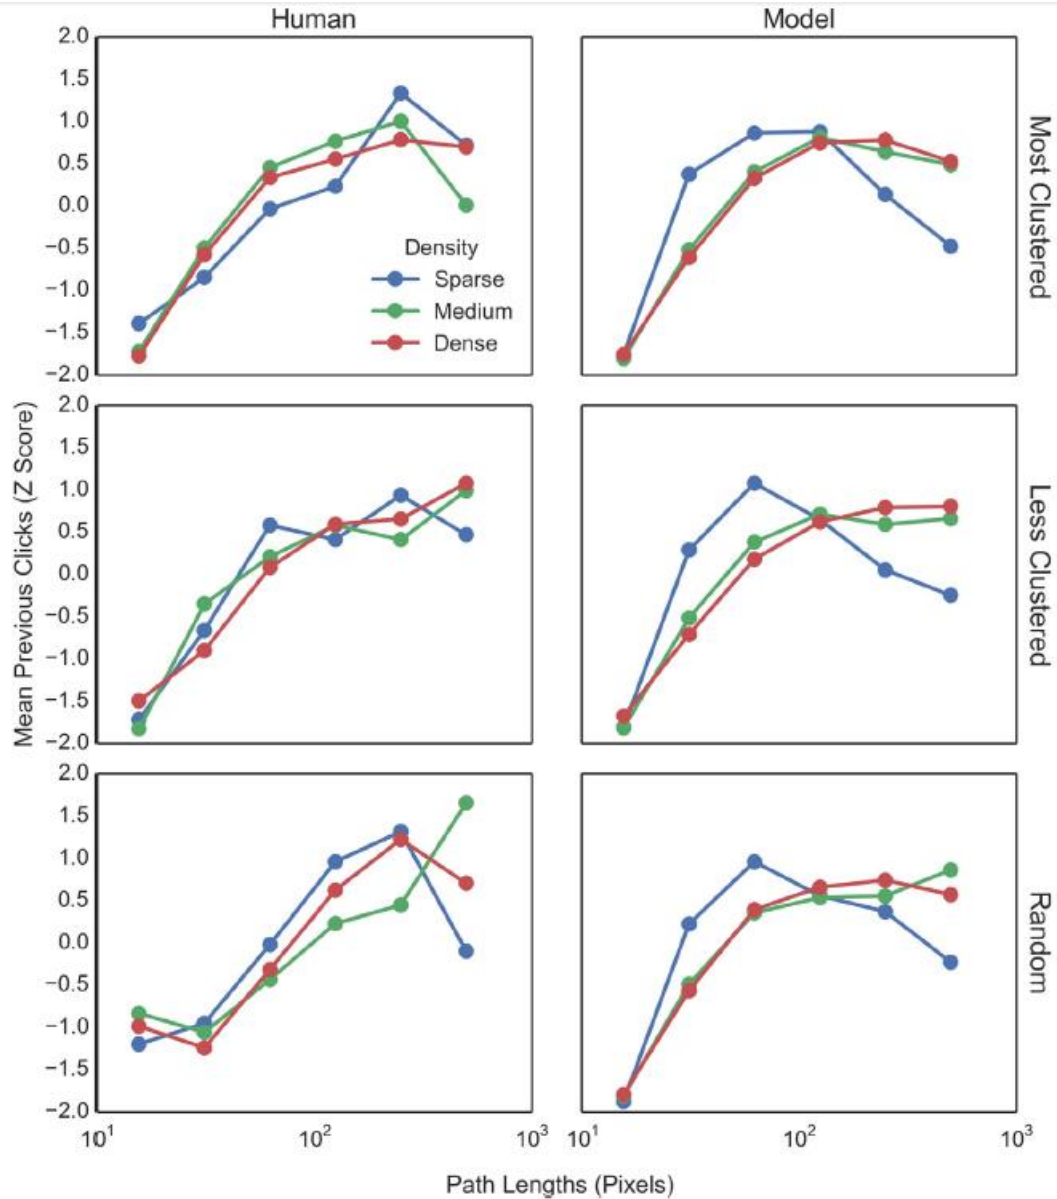 Human Model
2.0
1.5
1.0
0.5
0.0
−0.5
−1.0
−1.5
−2.0
Density
Sparse
Medium
Dense
Most Clustered
2.0
1.5
1.0
0.5
0.0
−0.5
−1.0
−1.5
−2.0
Mean Previous Clicks (Z Score)
Less Clustered
2.0
1.5
1.0
0.5
0.0
−0.5
−1.0
−1.5
−2.0
Random
10¹ 10² 10³ 10¹ 10² 10³
Path Lengths (Pixels)